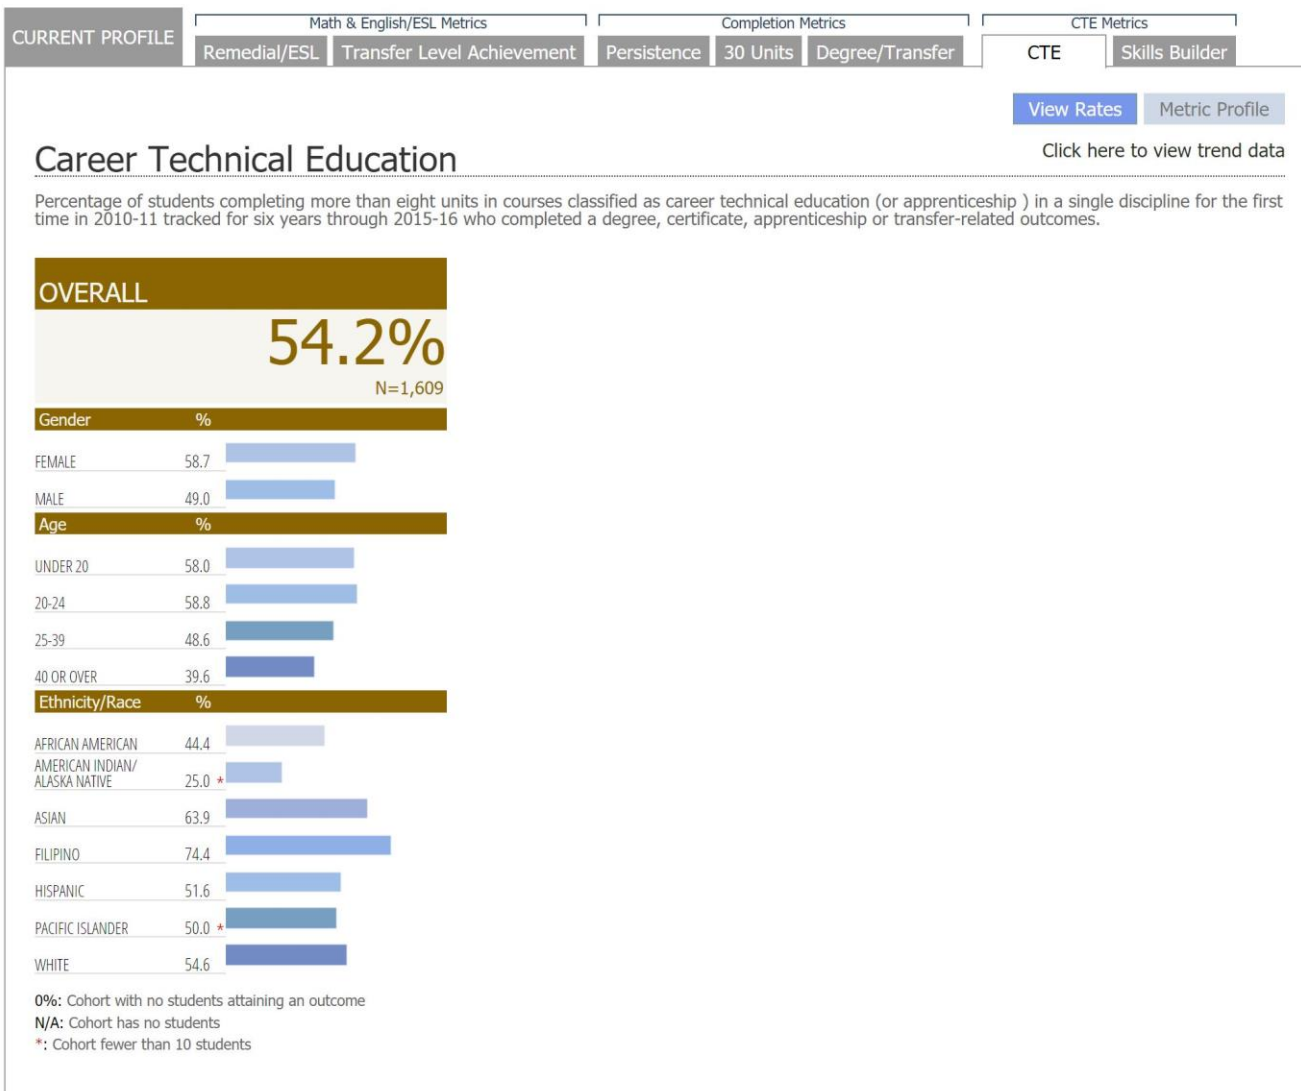 CURRENT PROFILE
Math & English/ESL Metrics
Completion Metrics
CTE Metrics
Remedial/ESL
Transfer Level Achievement
Persistence
30 Units
Degree/Transfer
CTE
Skills Builder
View Rates
Metric Profile
Career Technical Education
Click here to view trend data
Percentage of students completing more than eight units in courses classified as career technical education (or apprenticeship ) in a single discipline for the first
time in 2010-11 tracked for six years through 2015-16 who completed a degree, certificate, apprenticeship or transfer-related outcomes.
OVERALL
54.2%
N=1,609
Gender %
FEMALE 58.7
MALE 49.0
Age %
UNDER 20 58.0
20-24 58.8
25-39 48.6
40 OR OVER 39.6
Ethnicity/Race %
AFRICAN AMERICAN 44.4
AMERICAN INDIAN/
ALASKA NATIVE 25.0 *
ASIAN 63.9
FILIPINO 74.4
HISPANIC 51.6
PACIFIC ISLANDER 50.0 *
WHITE 54.6
0%: Cohort with no students attaining an outcome
N/A: Cohort has no students
*: Cohort fewer than 10 students